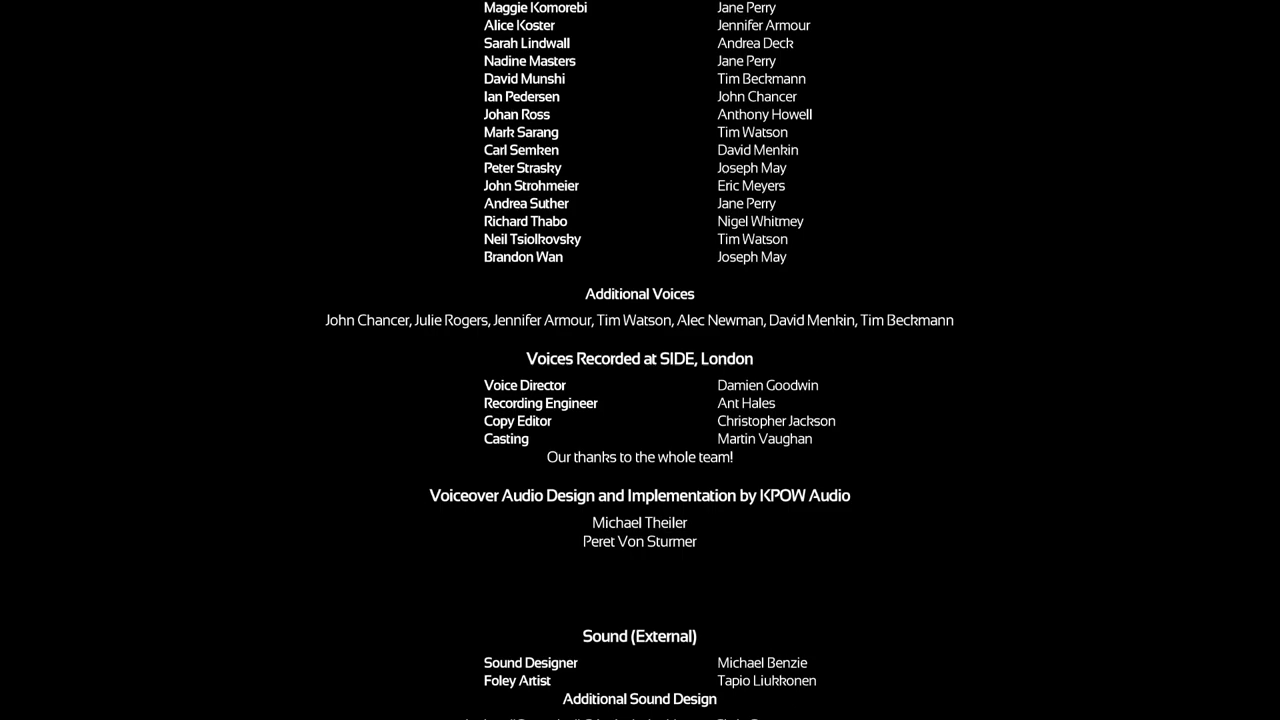 Maggie Komorebi Jane Perry
Alice Koster Jennifer Armour
Sarah Lindwall Andrea Deck
Nadine Masters Jane Perry
David Munshi Tim Beckmann
Ian Pedersen John Chancer
Johan Ross Anthony Howell
Mark Sarang Tim Watson
Carl Semken David Menkin
Peter Strasky Joseph May
John Strohmeier Eric Meyers
Andrea Suther Jane Perry
Richard Thabo Nigel Whitmey
Neil Tsiolkovsky Tim Watson
Brandon Wan Joseph May
Additional Voices
John Chancer, Julie Rogers, Jennifer Armour, Tim Watson, Alec Newman, David Menkin, Tim Beckmann
Voices Recorded at SIDE, London
Voice Director Damien Goodwin
Recording Engineer Ant Hales
Copy Editor Christopher Jackson
Casting Martin Vaughan
Our thanks to the whole team!
Voiceover Audio Design and Implementation by KPOW Audio
Michael Theiler
Peret Von Sturmer
Sound (External)
Sound Designer Michael Benzie
Foley Artist Tapio Liukkonen
Additional Sound Design